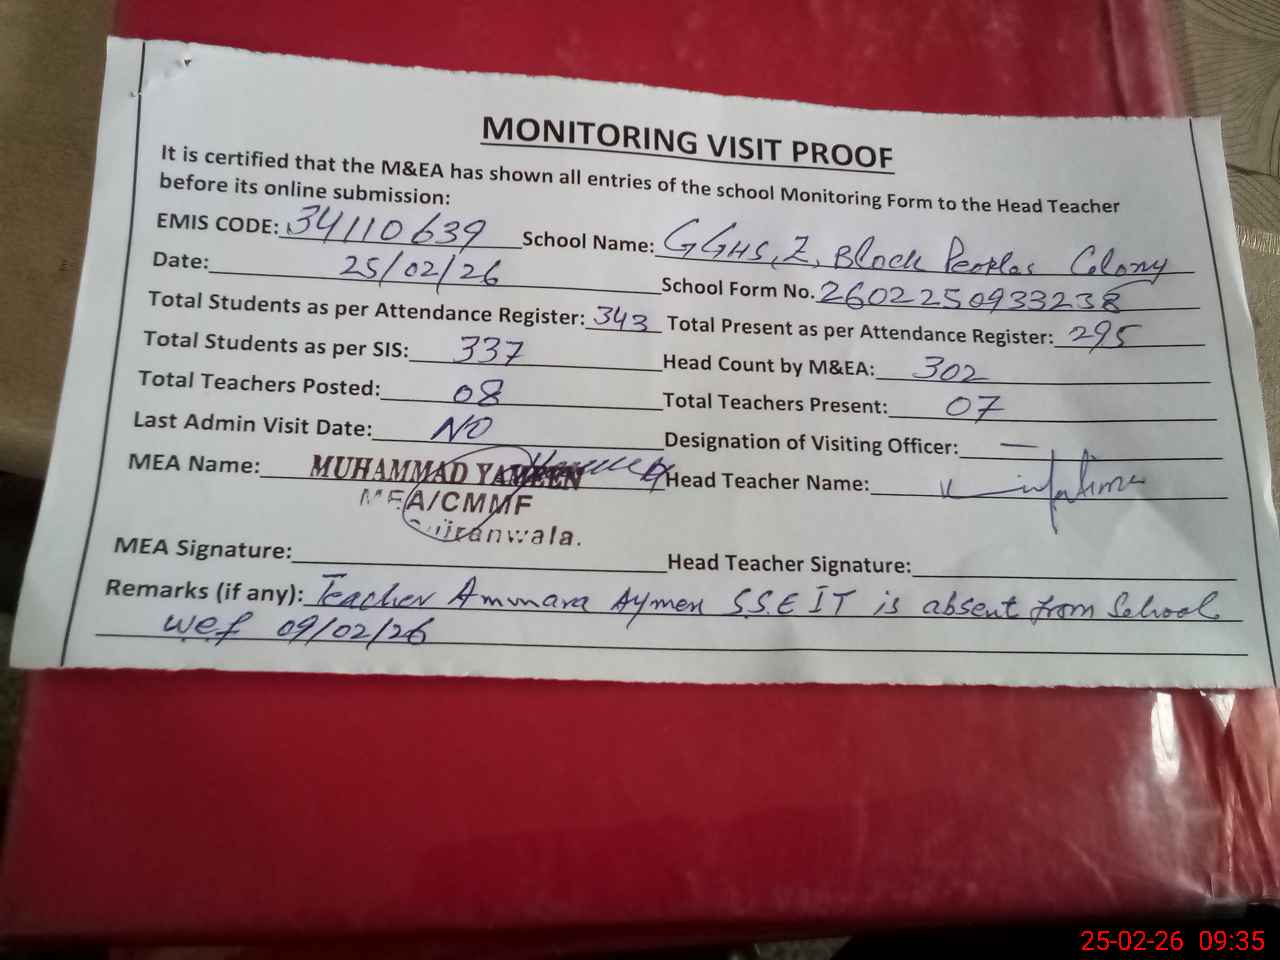 MONITORING VISIT PROOF
It is certified that the M&EA has shown all entries of the school Monitoring Form to the Head Teacher
before its online submission:
EMIS CODE: 34110639 School Name: GGHS, Z, Block Peoples Colony
Date: 25/02/26 School Form No. 2602250933238
Total Students as per Attendance Register: 343 Total Present as per Attendance Register: 295
Total Students as per SIS: 337 Head Count by M&EA: 302
Total Teachers Posted: 08 Total Teachers Present: 07
Last Admin Visit Date: NO Designation of Visiting Officer: —
MEA Name: MUHAMMAD YAMEEN Head Teacher Name:
MEA/CMMF
Gujranwala.
MEA Signature: Head Teacher Signature:
Remarks (if any): Teacher Ammara Aymen S.S.E IT is absent from School
wef 09/02/26
25-02-26 09:35